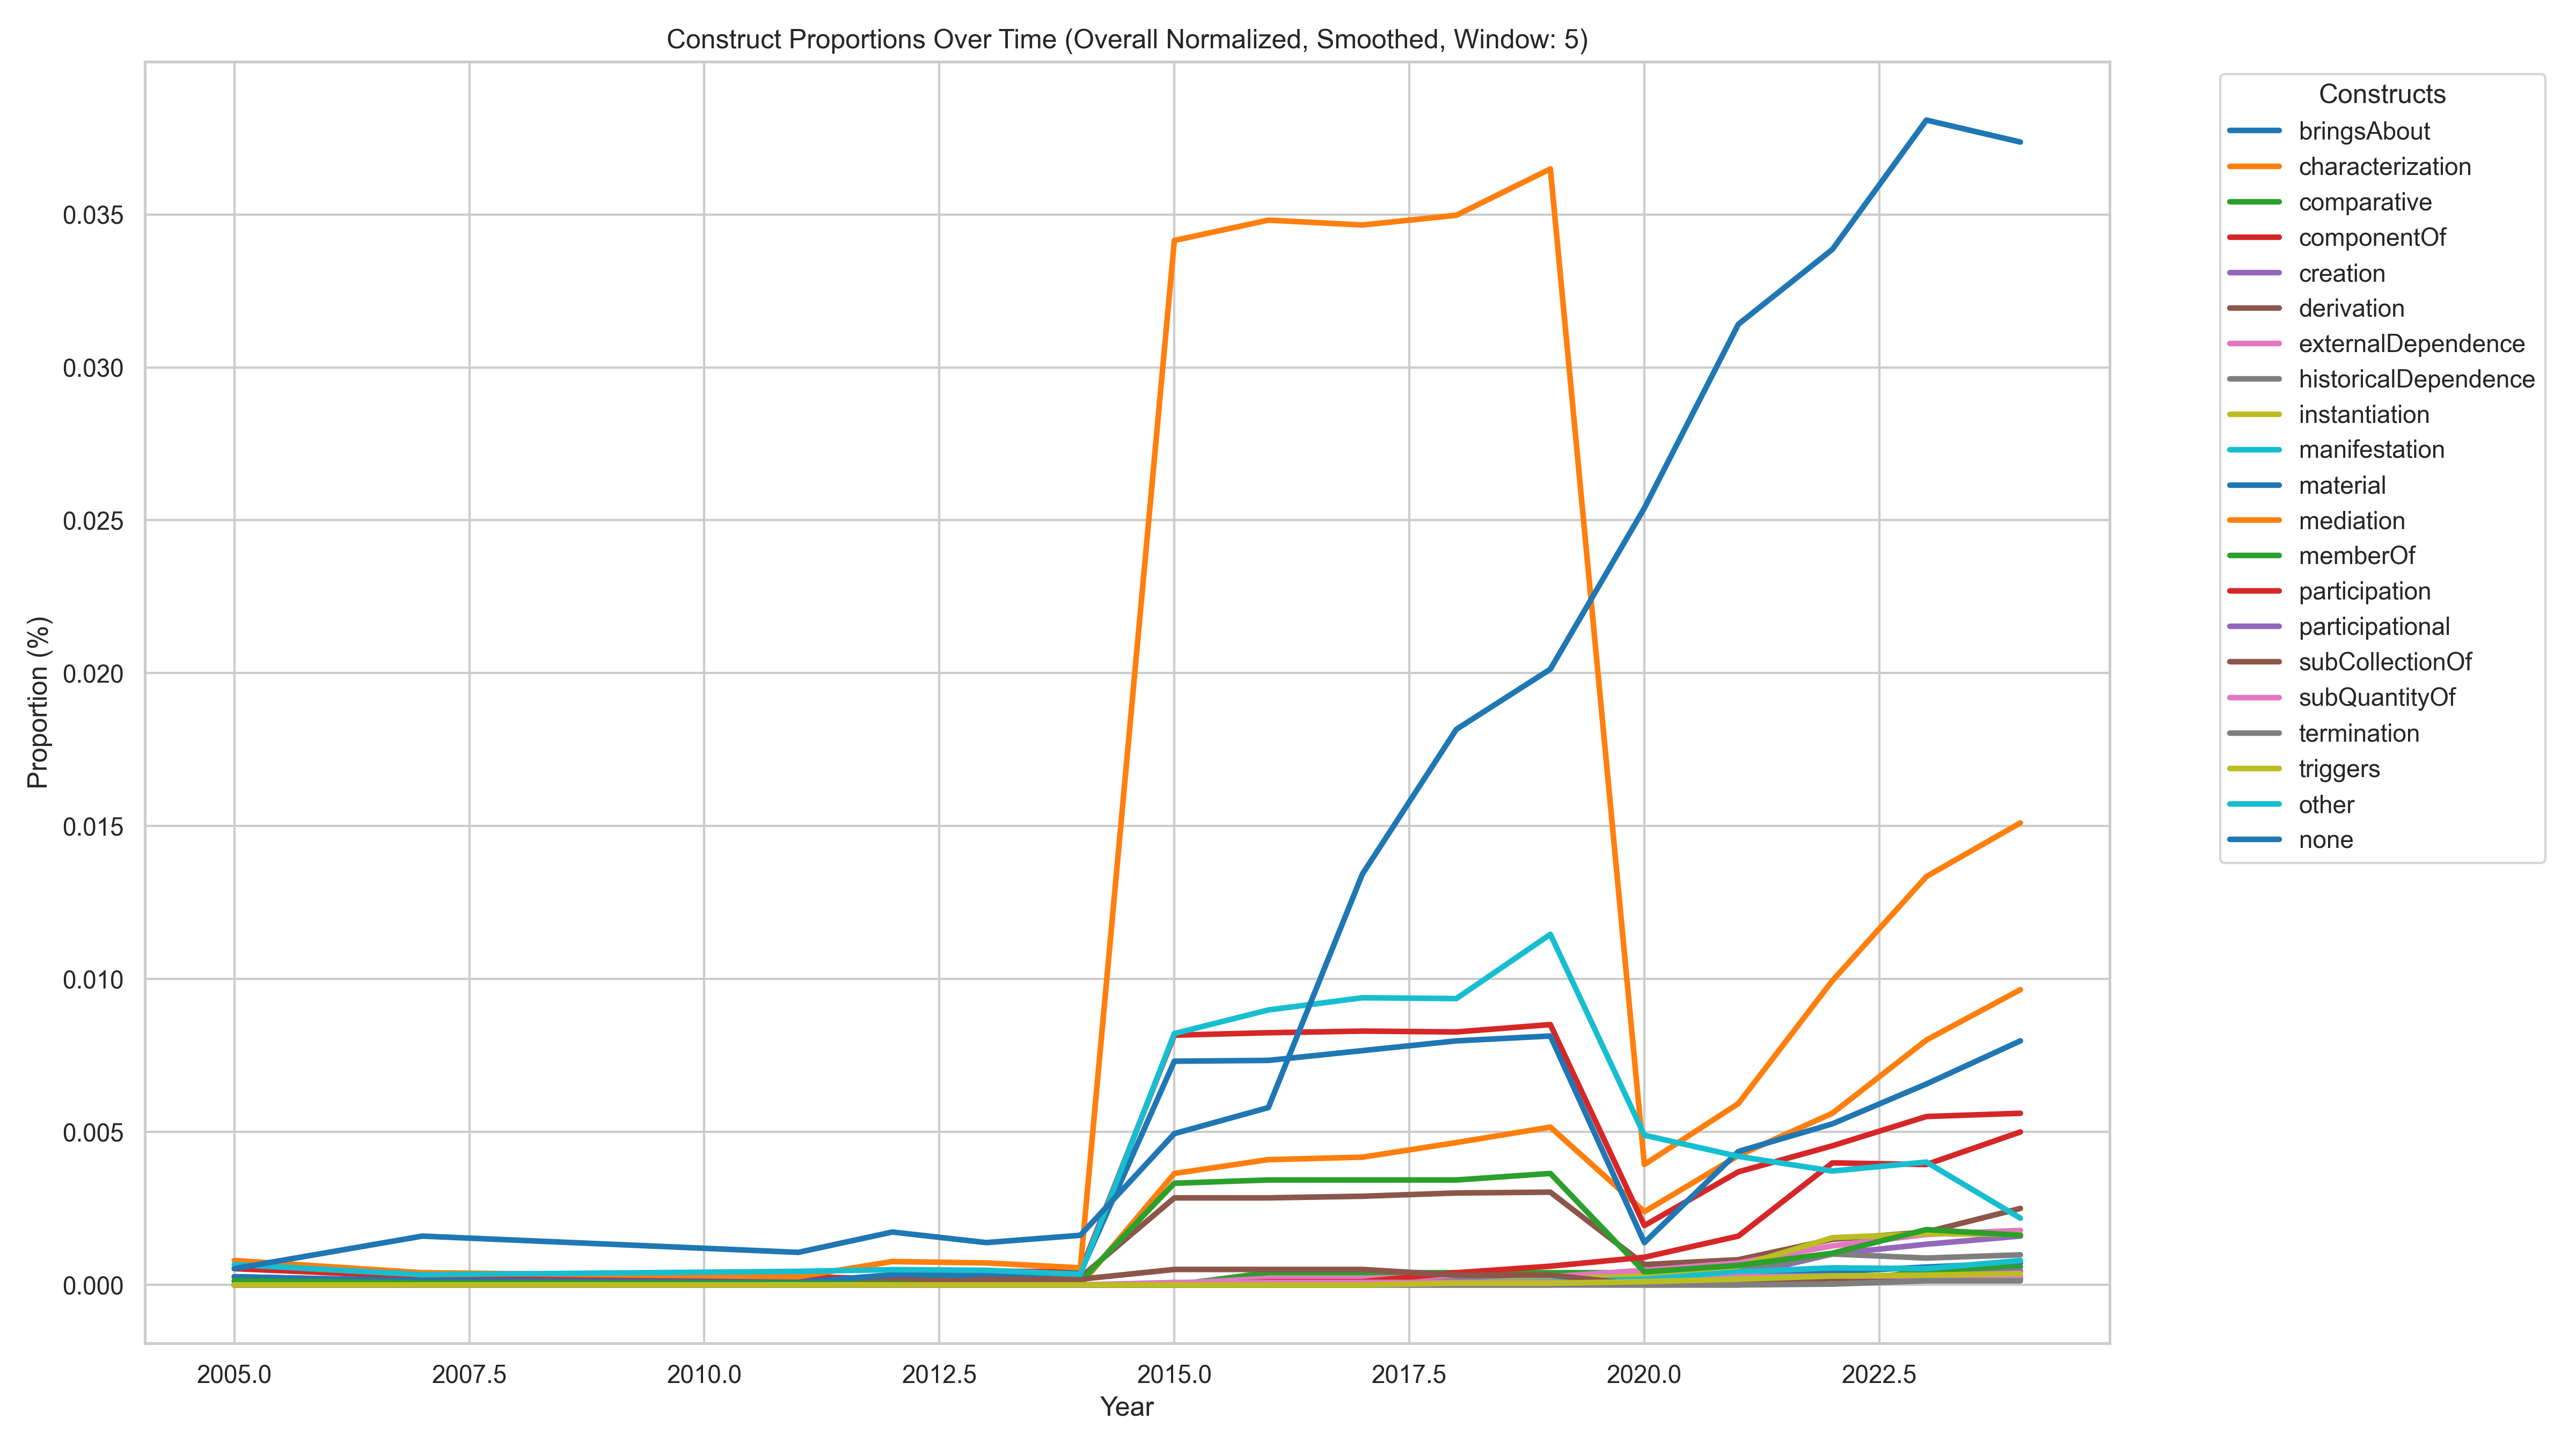 Construct Proportions Over Time (Overall Normalized, Smoothed, Window: 5)
Proportion (%)
0.035
0.030
0.025
0.020
0.015
0.010
0.005
0.000
2005.0 2007.5 2010.0 2012.5 2015.0 2017.5 2020.0 2022.5
Year
Constructs
bringsAbout
characterization
comparative
componentOf
creation
derivation
externalDependence
historicalDependence
instantiation
manifestation
material
mediation
memberOf
participation
participational
subCollectionOf
subQuantityOf
termination
triggers
other
none